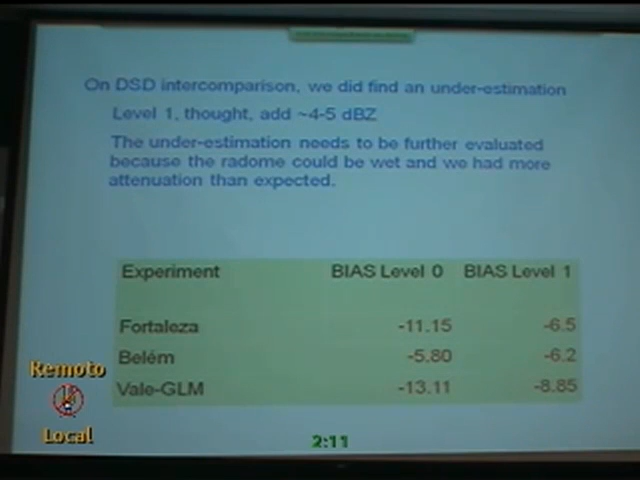 On DSD intercomparison, we did find an under-estimation
Level 1, thought, add ~4-5 dBZ
The under-estimation needs to be further evaluated
because the radome could be wet and we had more
attenuation than expected.
Experiment BIAS Level 0 BIAS Level 1
Fortaleza -11.15 -6.5
Belém -5.80 -6.2
Vale-GLM -13.11 -8.85
Remoto
Local
2:11